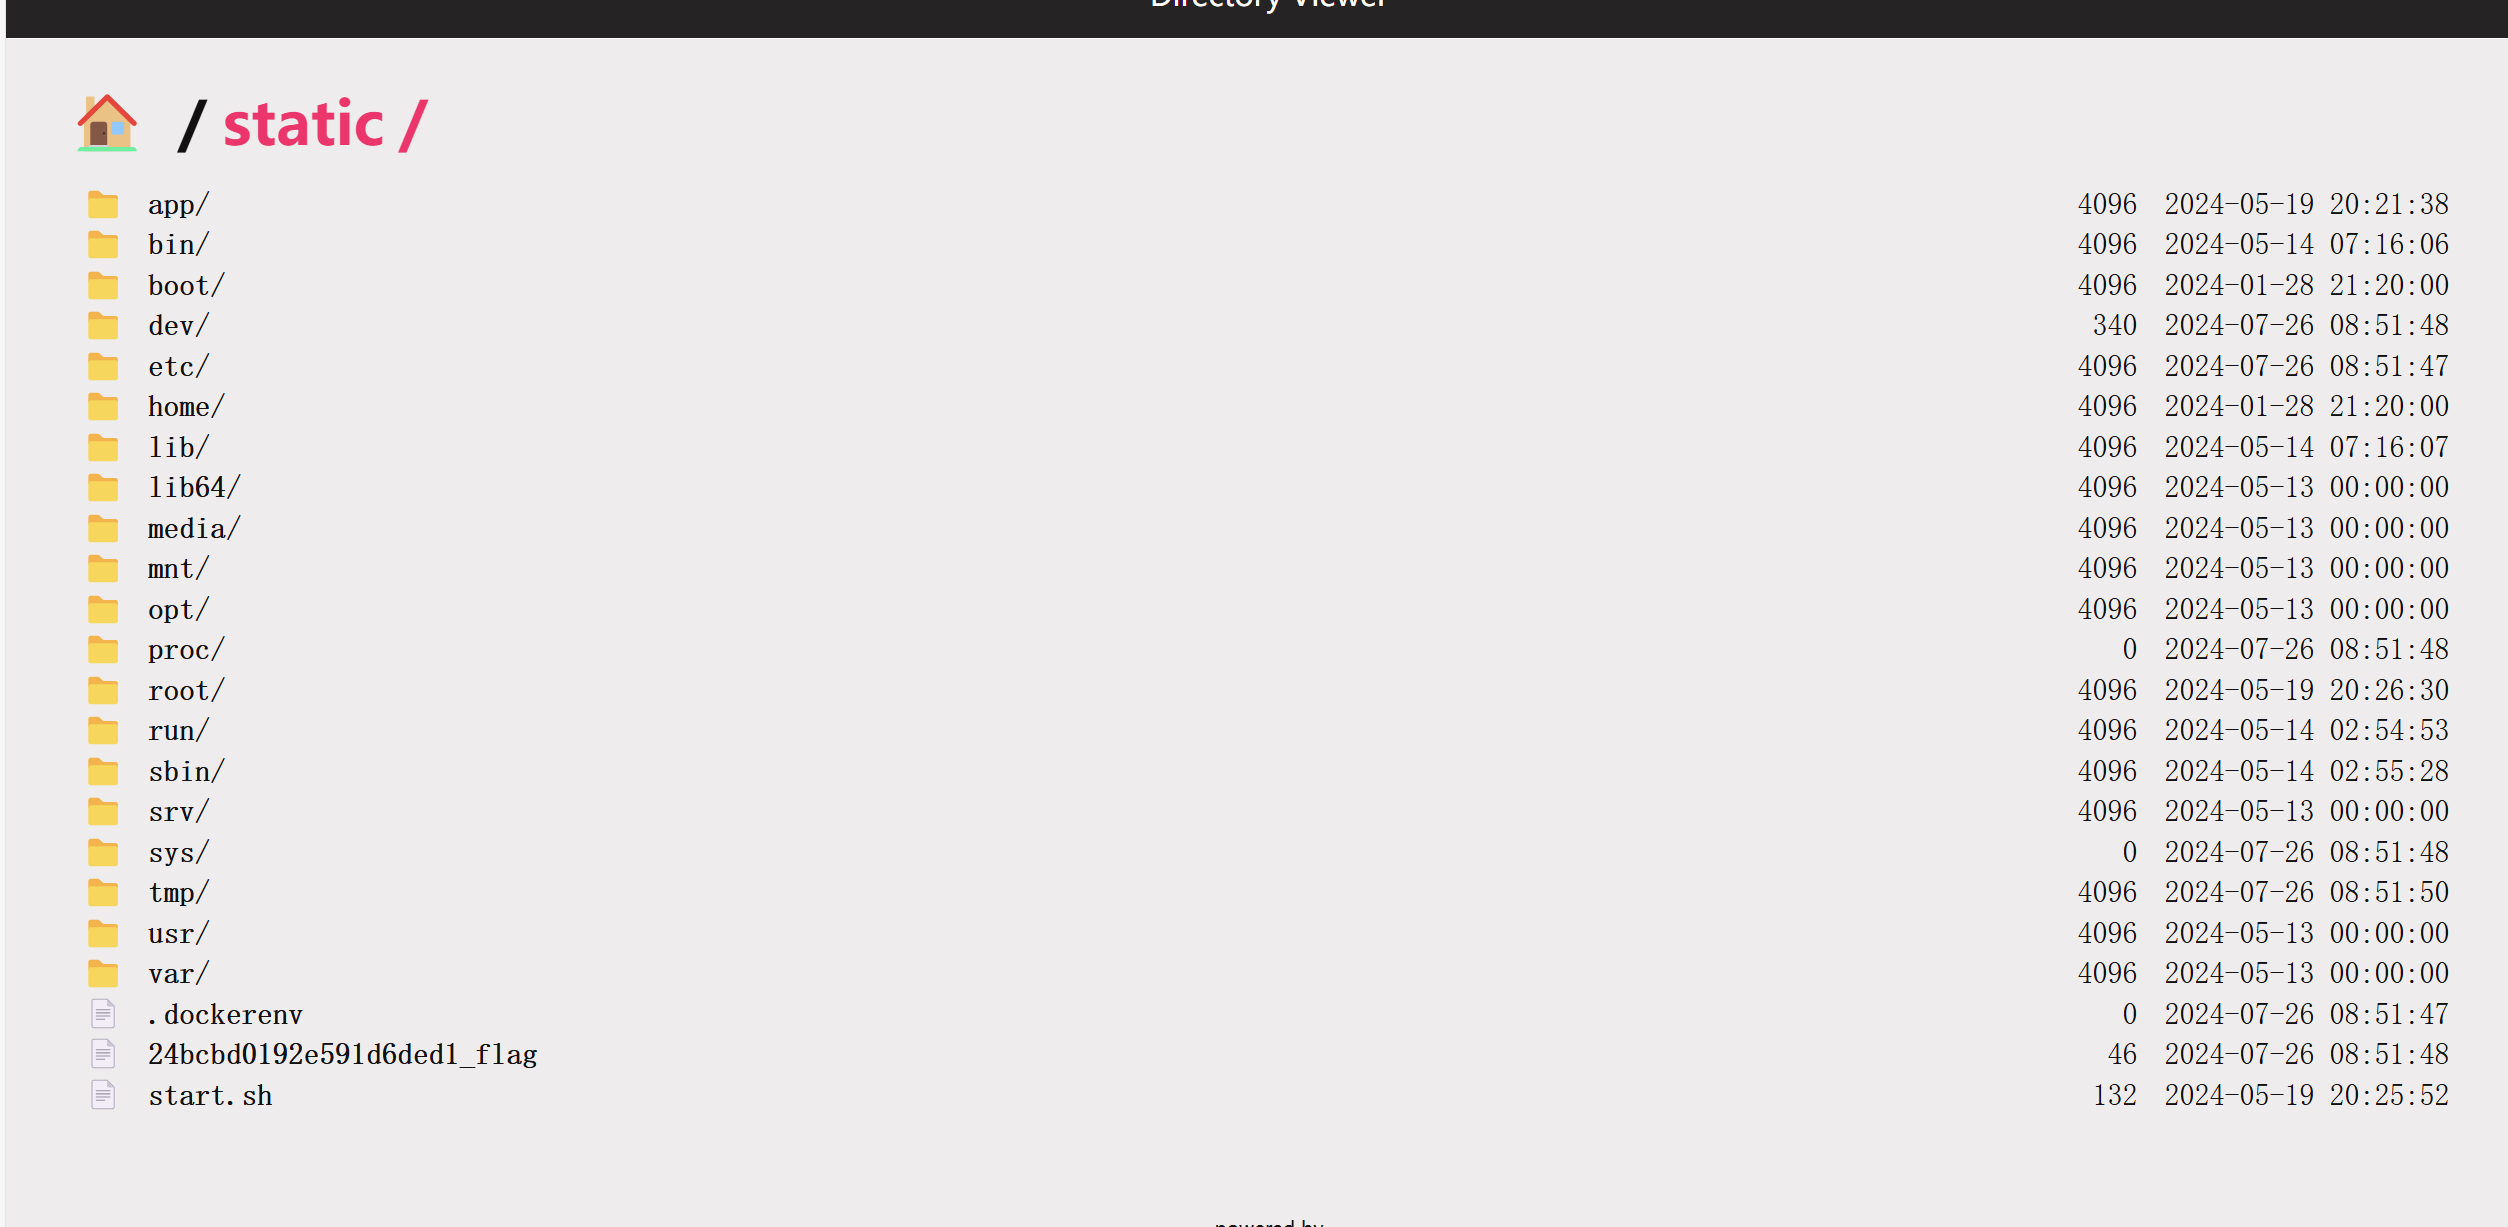 Directory Viewer
/ static /
app/ 4096 2024-05-19 20:21:38
bin/ 4096 2024-05-14 07:16:06
boot/ 4096 2024-01-28 21:20:00
dev/ 340 2024-07-26 08:51:48
etc/ 4096 2024-07-26 08:51:47
home/ 4096 2024-01-28 21:20:00
lib/ 4096 2024-05-14 07:16:07
lib64/ 4096 2024-05-13 00:00:00
media/ 4096 2024-05-13 00:00:00
mnt/ 4096 2024-05-13 00:00:00
opt/ 4096 2024-05-13 00:00:00
proc/ 0 2024-07-26 08:51:48
root/ 4096 2024-05-19 20:26:30
run/ 4096 2024-05-14 02:54:53
sbin/ 4096 2024-05-14 02:55:28
srv/ 4096 2024-05-13 00:00:00
sys/ 0 2024-07-26 08:51:48
tmp/ 4096 2024-07-26 08:51:50
usr/ 4096 2024-05-13 00:00:00
var/ 4096 2024-05-13 00:00:00
.dockerenv 0 2024-07-26 08:51:47
24bcbd0192e591d6ded1_flag 46 2024-07-26 08:51:48
start.sh 132 2024-05-19 20:25:52
powered by